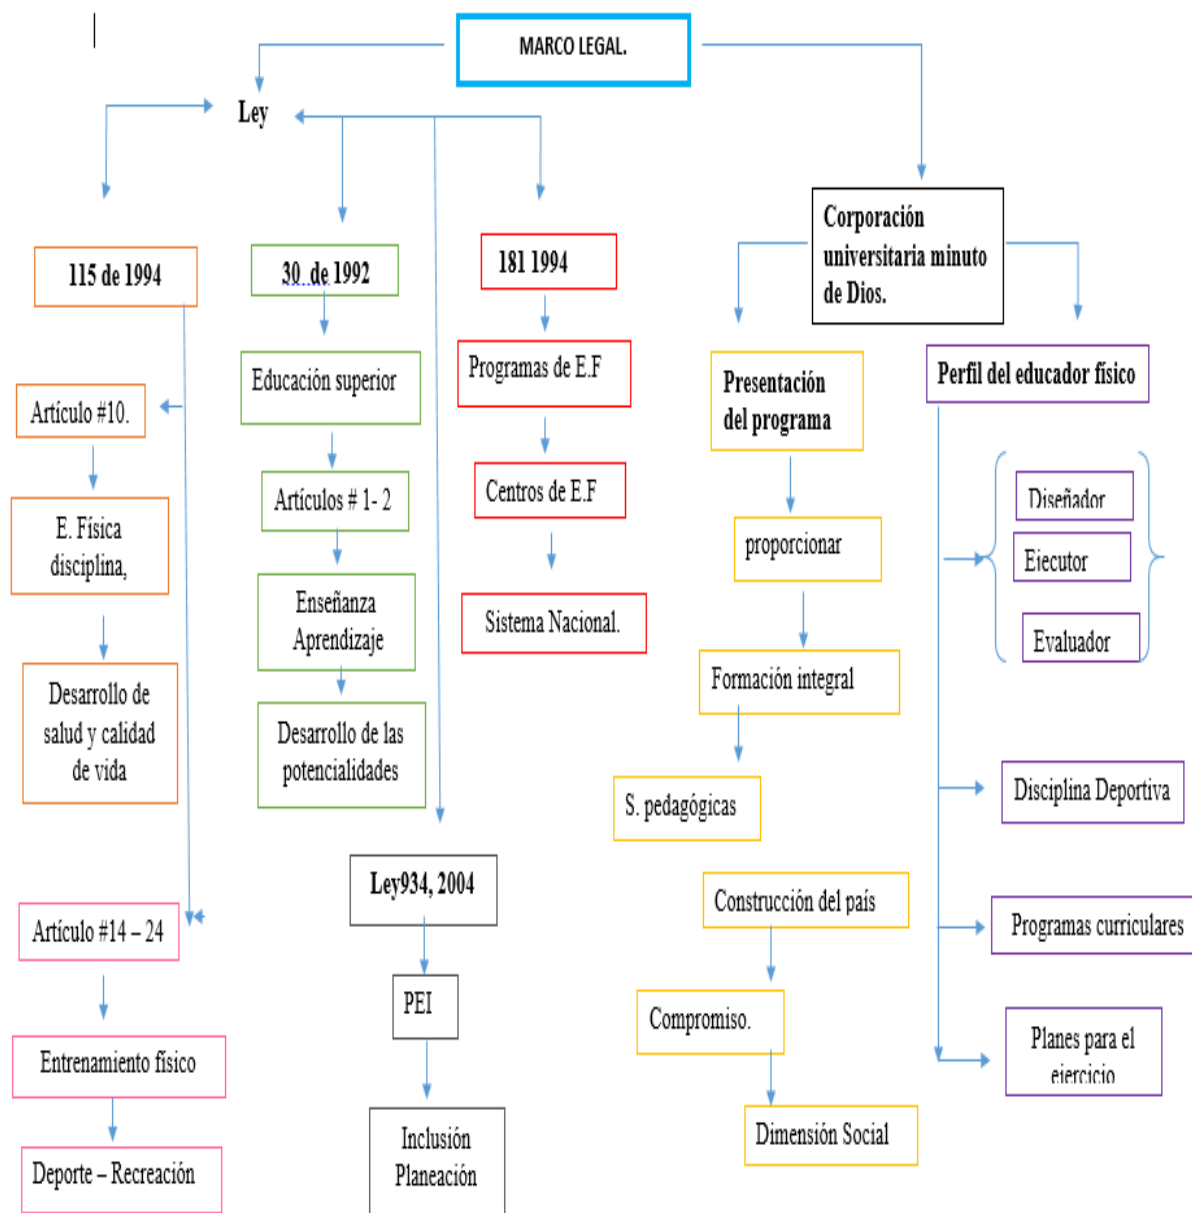 MARCO LEGAL.
Ley
115 de 1994
Artículo #10.
E. Física
disciplina,
Desarrollo de
salud y calidad
de vida
Artículo #14 – 24
Entrenamiento físico
Deporte – Recreación
30 de 1992
Educación superior
Artículos # 1- 2
Enseñanza
Aprendizaje
Desarrollo de las
potencialidades
Ley934, 2004
PEI
Inclusión
Planeación
181 1994
Programas de E.F
Centros de E.F
Sistema Nacional.
Corporación
universitaria minuto
de Dios.
Presentación
del programa
proporcionar
Formación integral
S. pedagógicas
Construcción del país
Compromiso.
Dimensión Social
Perfil del educador físico
Diseñador
Ejecutor
Evaluador
Disciplina Deportiva
Programas curriculares
Planes para el
ejercicio